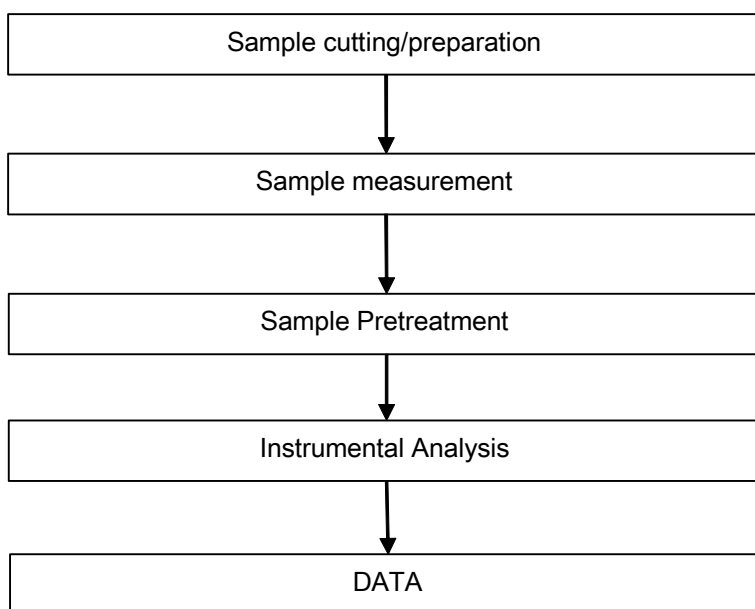 Sample cutting/preparation
Sample measurement
Sample Pretreatment
Instrumental Analysis
DATA